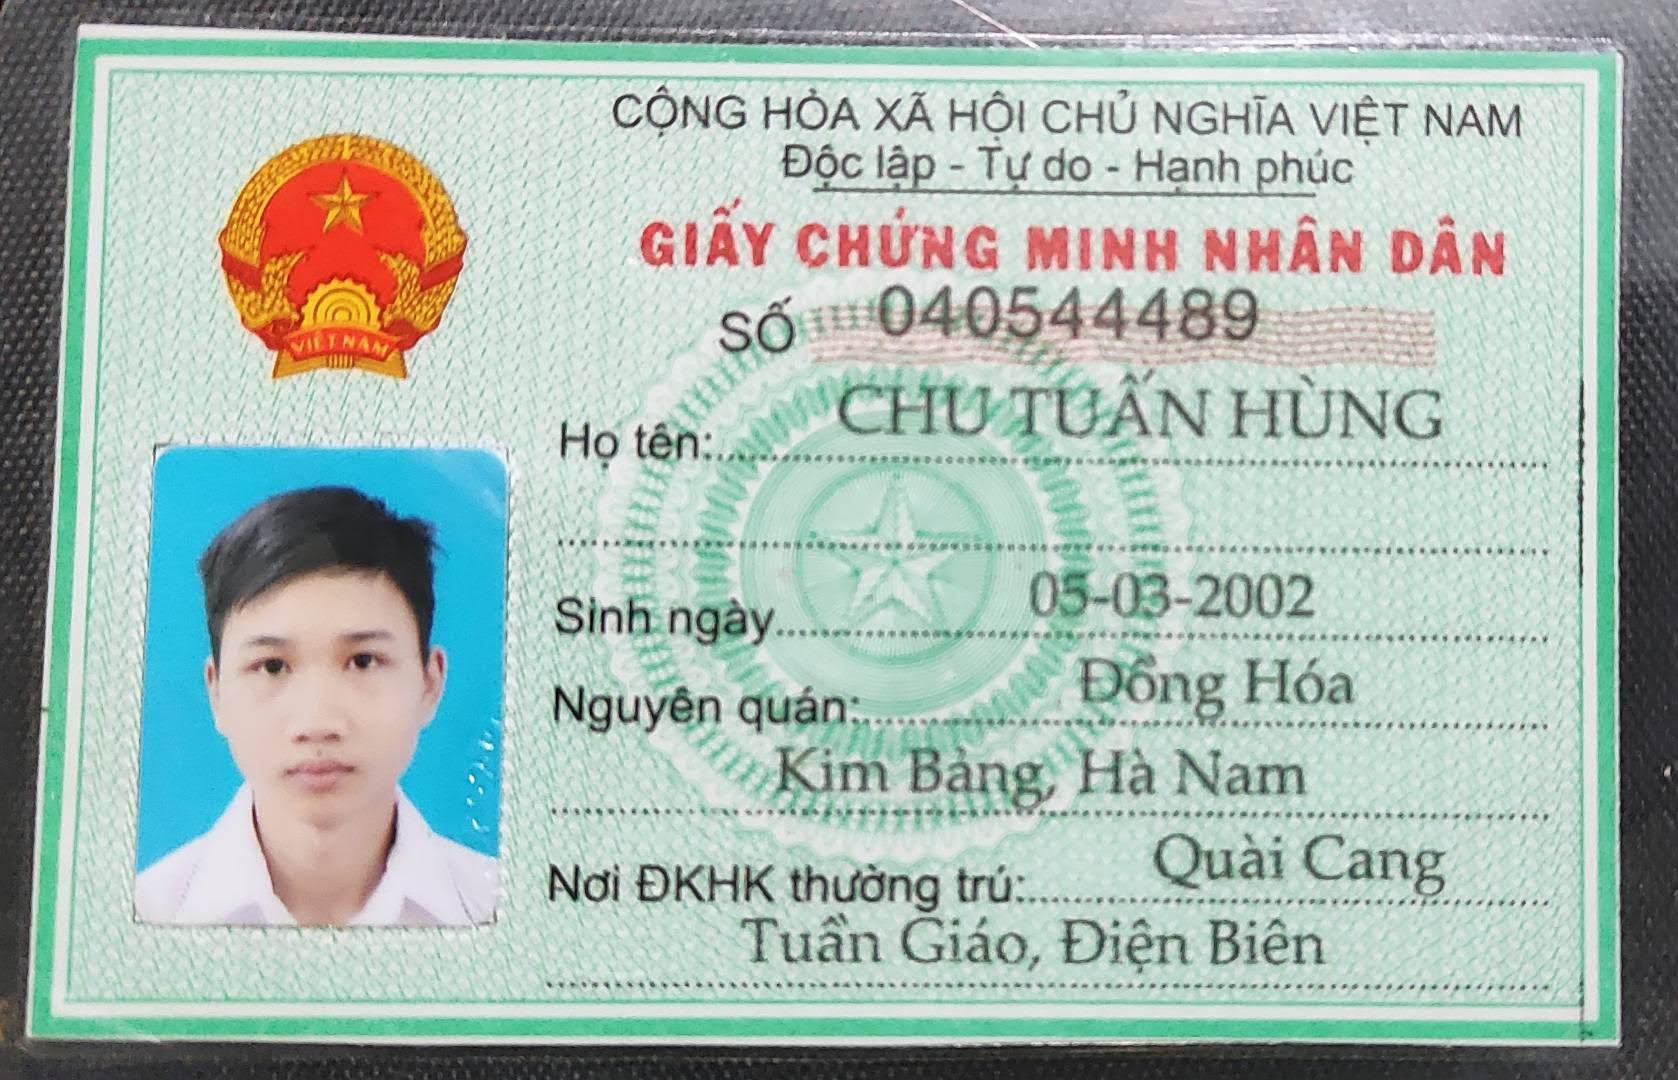 CỘNG HÒA XÃ HỘI CHỦ NGHĨA VIỆT NAM
Độc lập - Tự do - Hạnh phúc
GIẤY CHỨNG MINH NHÂN DÂN
SỐ 040544489
VIỆT NAM
Họ tên: CHU TUẤN HÙNG
Sinh ngày 05-03-2002
Nguyên quán: Đồng Hóa
Kim Bảng, Hà Nam
Nơi ĐKHK thường trú: Quài Cang
Tuần Giáo, Điện Biên